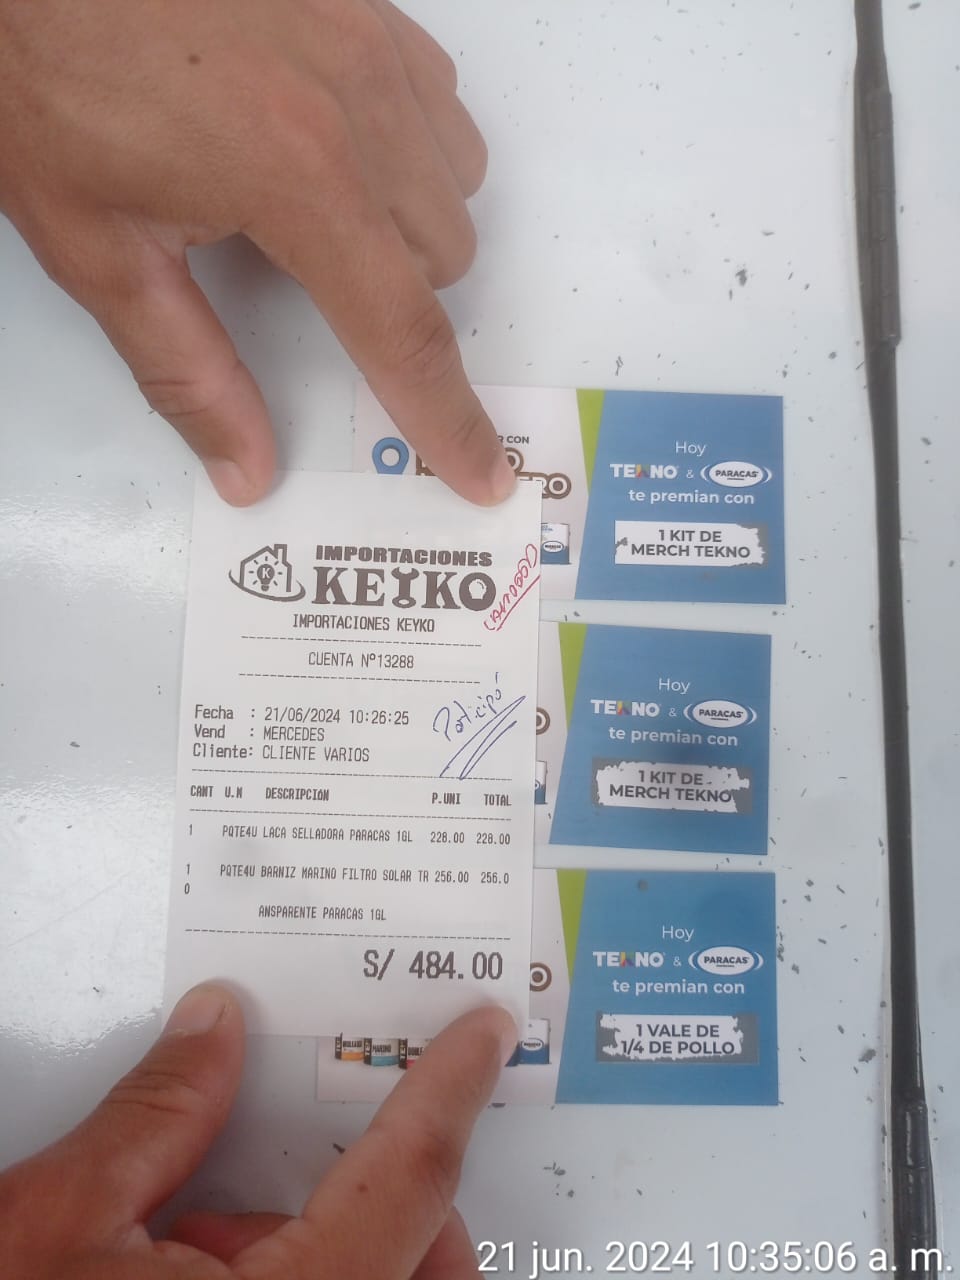 R CON
Hoy
TEKNO & PARACAS
te premian con
1 KIT DE
MERCH TEKNO
IMPORTACIONES
KEYKO
IMPORTACIONES KEYKO
CUENTA Nº13288
Participó
Fecha : 21/06/2024 10:26:25
Vend : MERCEDES
Cliente: CLIENTE VARIOS
CANT U.N DESCRIPCION P.UNI TOTAL
1 PQTE4U LACA SELLADORA PARACAS 1GL 228.00 228.00
1 PQTE4U BARNIZ MARINO FILTRO SOLAR TR 256.00 256.0
0
ANSPARENTE PARACAS 1GL
S/ 484.00
Hoy
TEKNO & PARACAS
te premian con
1 KIT DE
MERCH TEKNO
Hoy
TEKNO & PARACAS
te premian con
1 VALE DE
1/4 DE POLLO
MARINO
21 jun. 2024 10:35:06 a. m.